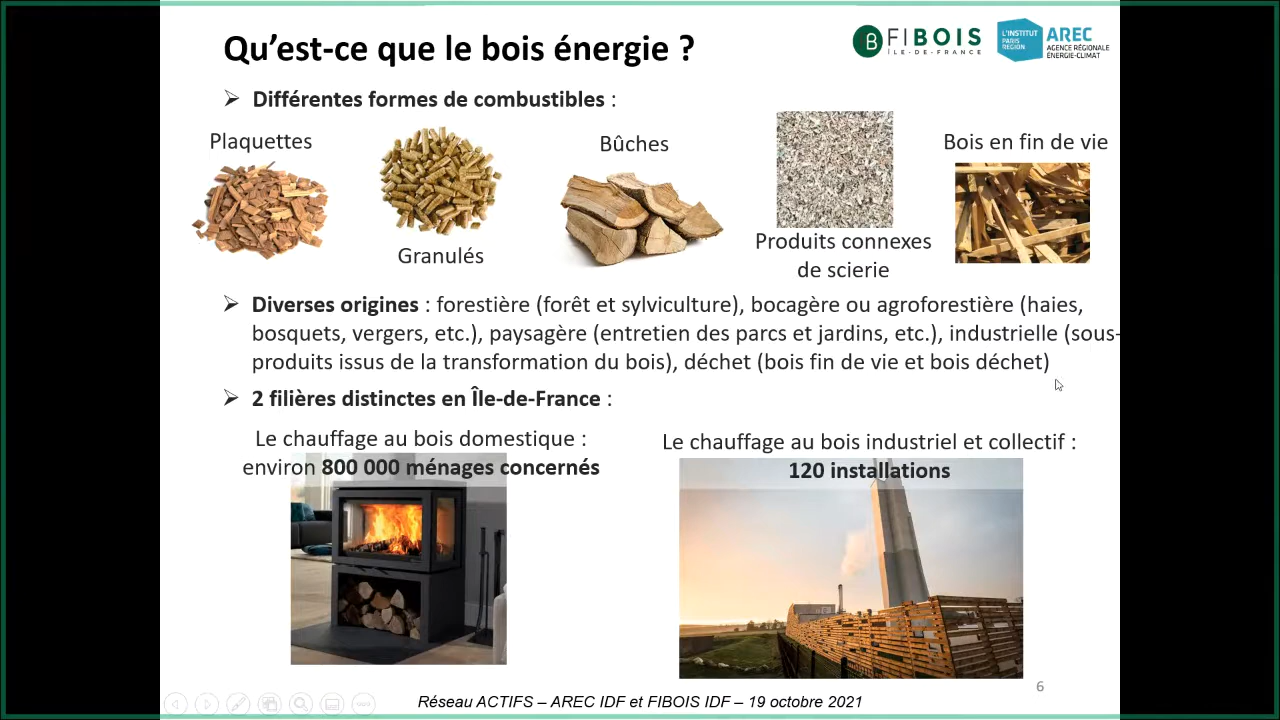 Qu'est-ce que le bois énergie ?
B FIBOIS
ÎLE-DE-FRANCE
L'INSTITUT
PARIS
REGION
AREC
AGENCE RÉGIONALE
ÉNERGIE-CLIMAT
Différentes formes de combustibles :
Plaquettes
Granulés
Bûches
Produits connexes
de scierie
Bois en fin de vie
Diverses origines : forestière (forêt et sylviculture), bocagère ou agroforestière (haies,
bosquets, vergers, etc.), paysagère (entretien des parcs et jardins, etc.), industrielle (sous-
produits issus de la transformation du bois), déchet (bois fin de vie et bois déchet)
2 filières distinctes en Île-de-France :
Le chauffage au bois domestique :
environ 800 000 ménages concernés
Le chauffage au bois industriel et collectif :
120 installations
6
Réseau ACTIFS – AREC IDF et FIBOIS IDF – 19 octobre 2021